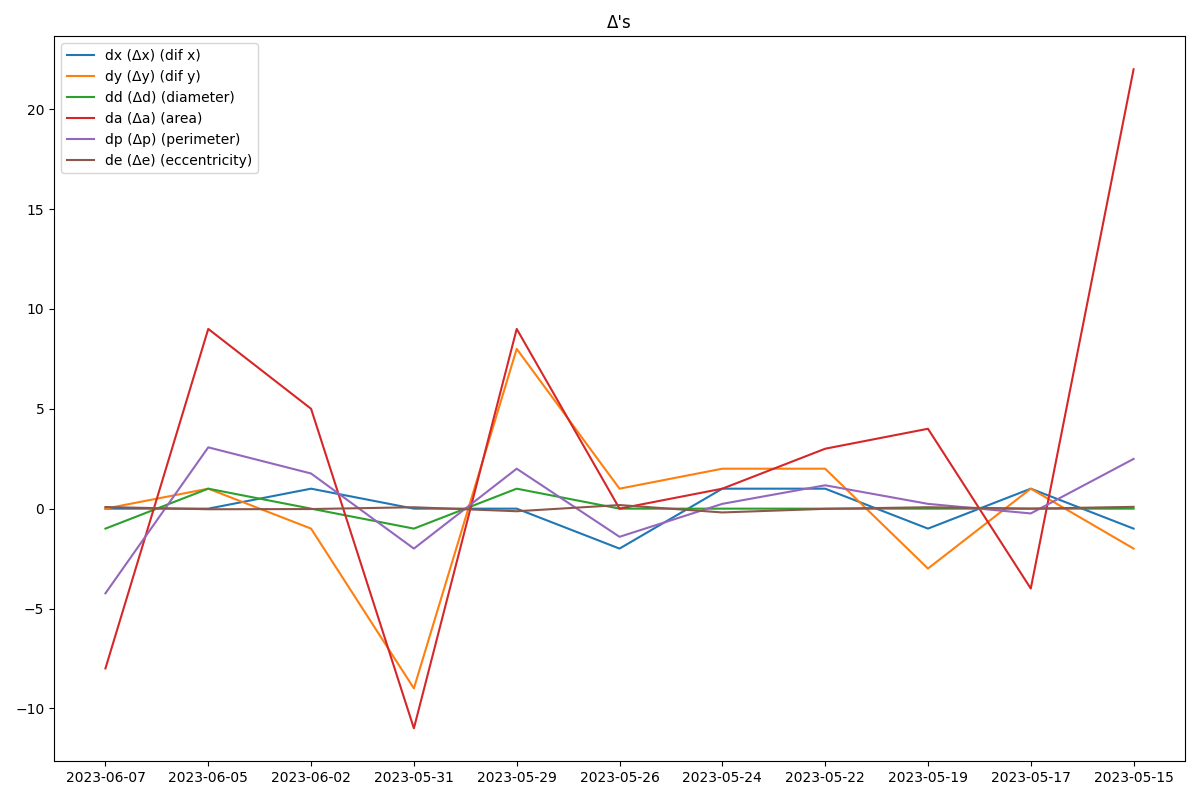 Δ's
dx (Δx) (dif x)
dy (Δy) (dif y)
dd (Δd) (diameter)
da (Δa) (area)
dp (Δp) (perimeter)
de (Δe) (eccentricity)
20
15
10
5
0
−5
−10
2023-06-07 2023-06-05 2023-06-02 2023-05-31 2023-05-29 2023-05-26 2023-05-24 2023-05-22 2023-05-19 2023-05-17 2023-05-15